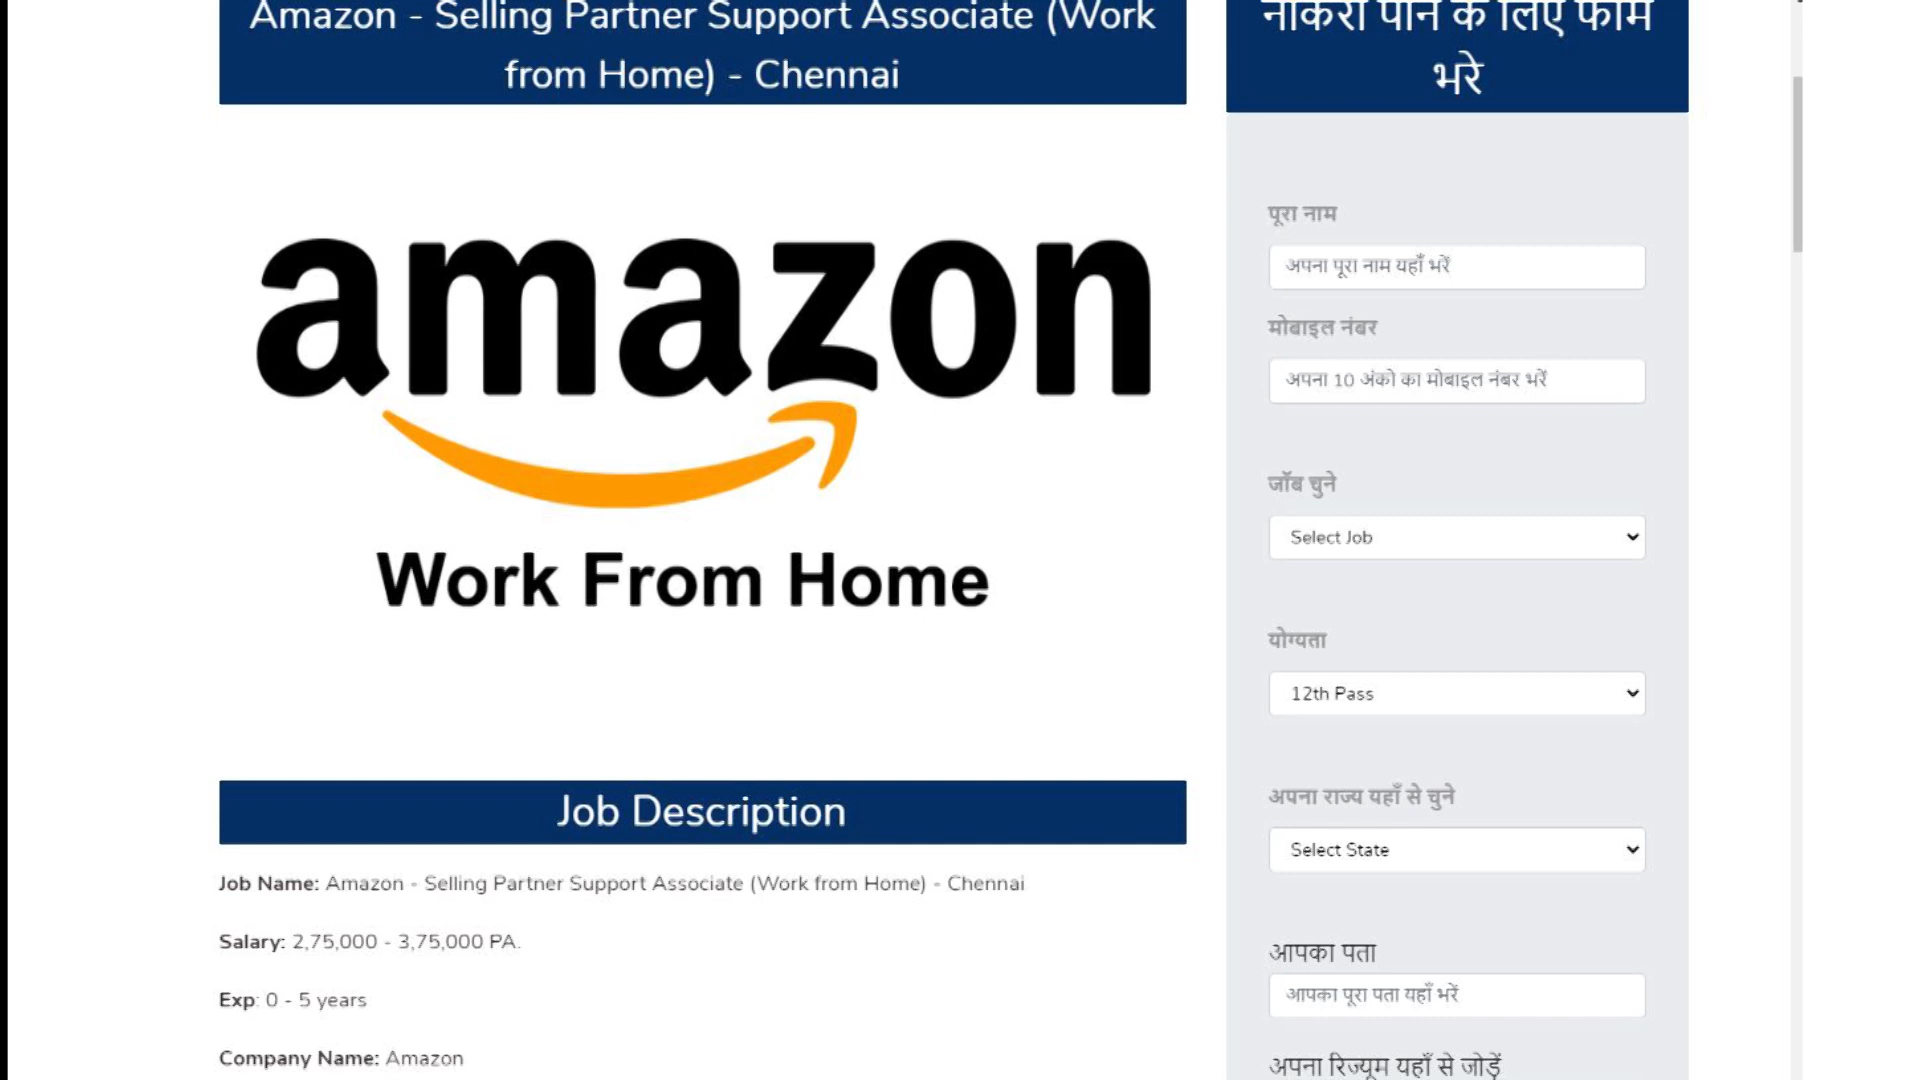 Amazon - Selling Partner Support Associate (Work
from Home) - Chennai
amazon
Work From Home
Job Description
Job Name: Amazon - Selling Partner Support Associate (Work from Home) - Chennai
Salary: 2,75,000 - 3,75,000 PA.
Exp: 0 - 5 years
Company Name: Amazon
नौकरी पाने के लिए फॉर्म
भरे
पूरा नाम
अपना पूरा नाम यहाँ भरें
मोबाइल नंबर
अपना 10 अंको का मोबाइल नंबर भरें
जॉब चुने
Select Job
योग्यता
12th Pass
अपना राज्य यहाँ से चुने
Select State
आपका पता
आपका पूरा पता यहाँ भरें
अपना रिज्यूम यहाँ से जोड़ें